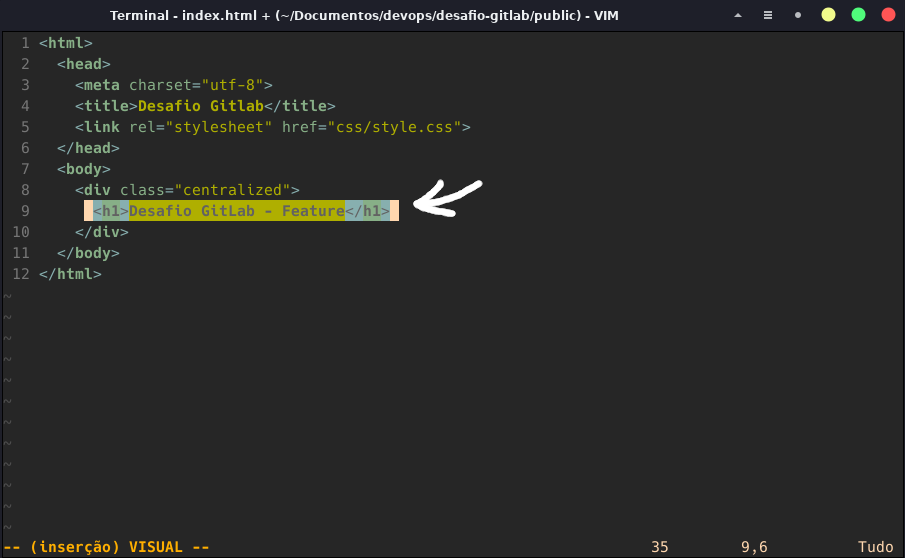 Terminal - index.html + (~/Documentos/devops/desafio-gitlab/public) - VIM
1 <html>
2   <head>
3     <meta charset="utf-8">
4     <title>Desafio Gitlab</title>
5     <link rel="stylesheet" href="css/style.css">
6   </head>
7   <body>
8     <div class="centralized">
9       <h1>Desafio GitLab - Feature</h1>
10     </div>
11   </body>
12 </html>
~
~
~
~
~
~
~
~
~
~
~
~
-- (inserção) VISUAL -- 35 9,6 Tudo